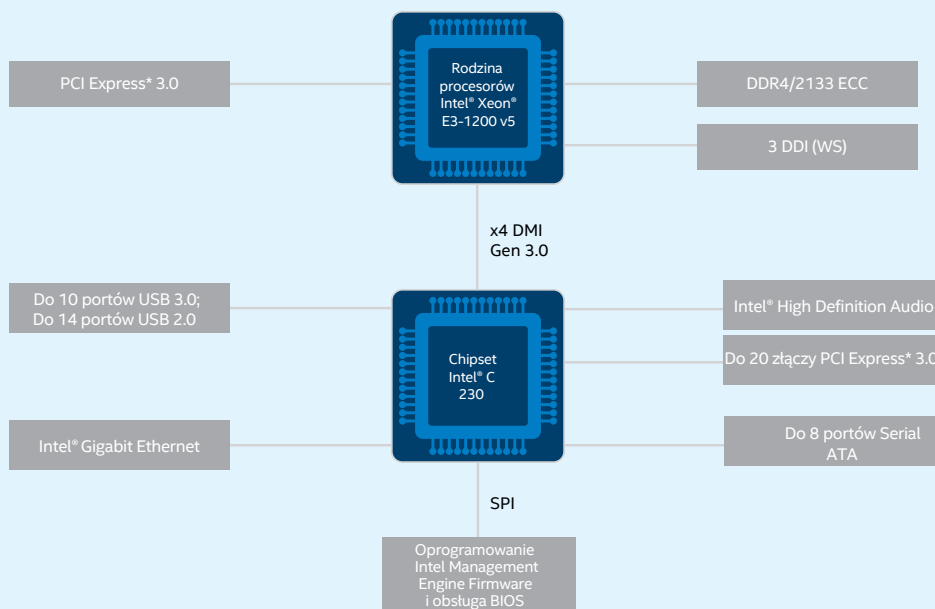 PCI Express* 3.0
Rodzina
procesorów
Intel® Xeon®
E3-1200 v5
DDR4/2133 ECC
3 DDI (WS)
x4 DMI
Gen 3.0
Do 10 portów USB 3.0;
Do 14 portów USB 2.0
Chipset
Intel® C
230
Intel® High Definition Audio
Do 20 złączy PCI Express* 3.0
Intel® Gigabit Ethernet
Do 8 portów Serial
ATA
SPI
Oprogramowanie
Intel Management
Engine Firmware
i obsługa BIOS